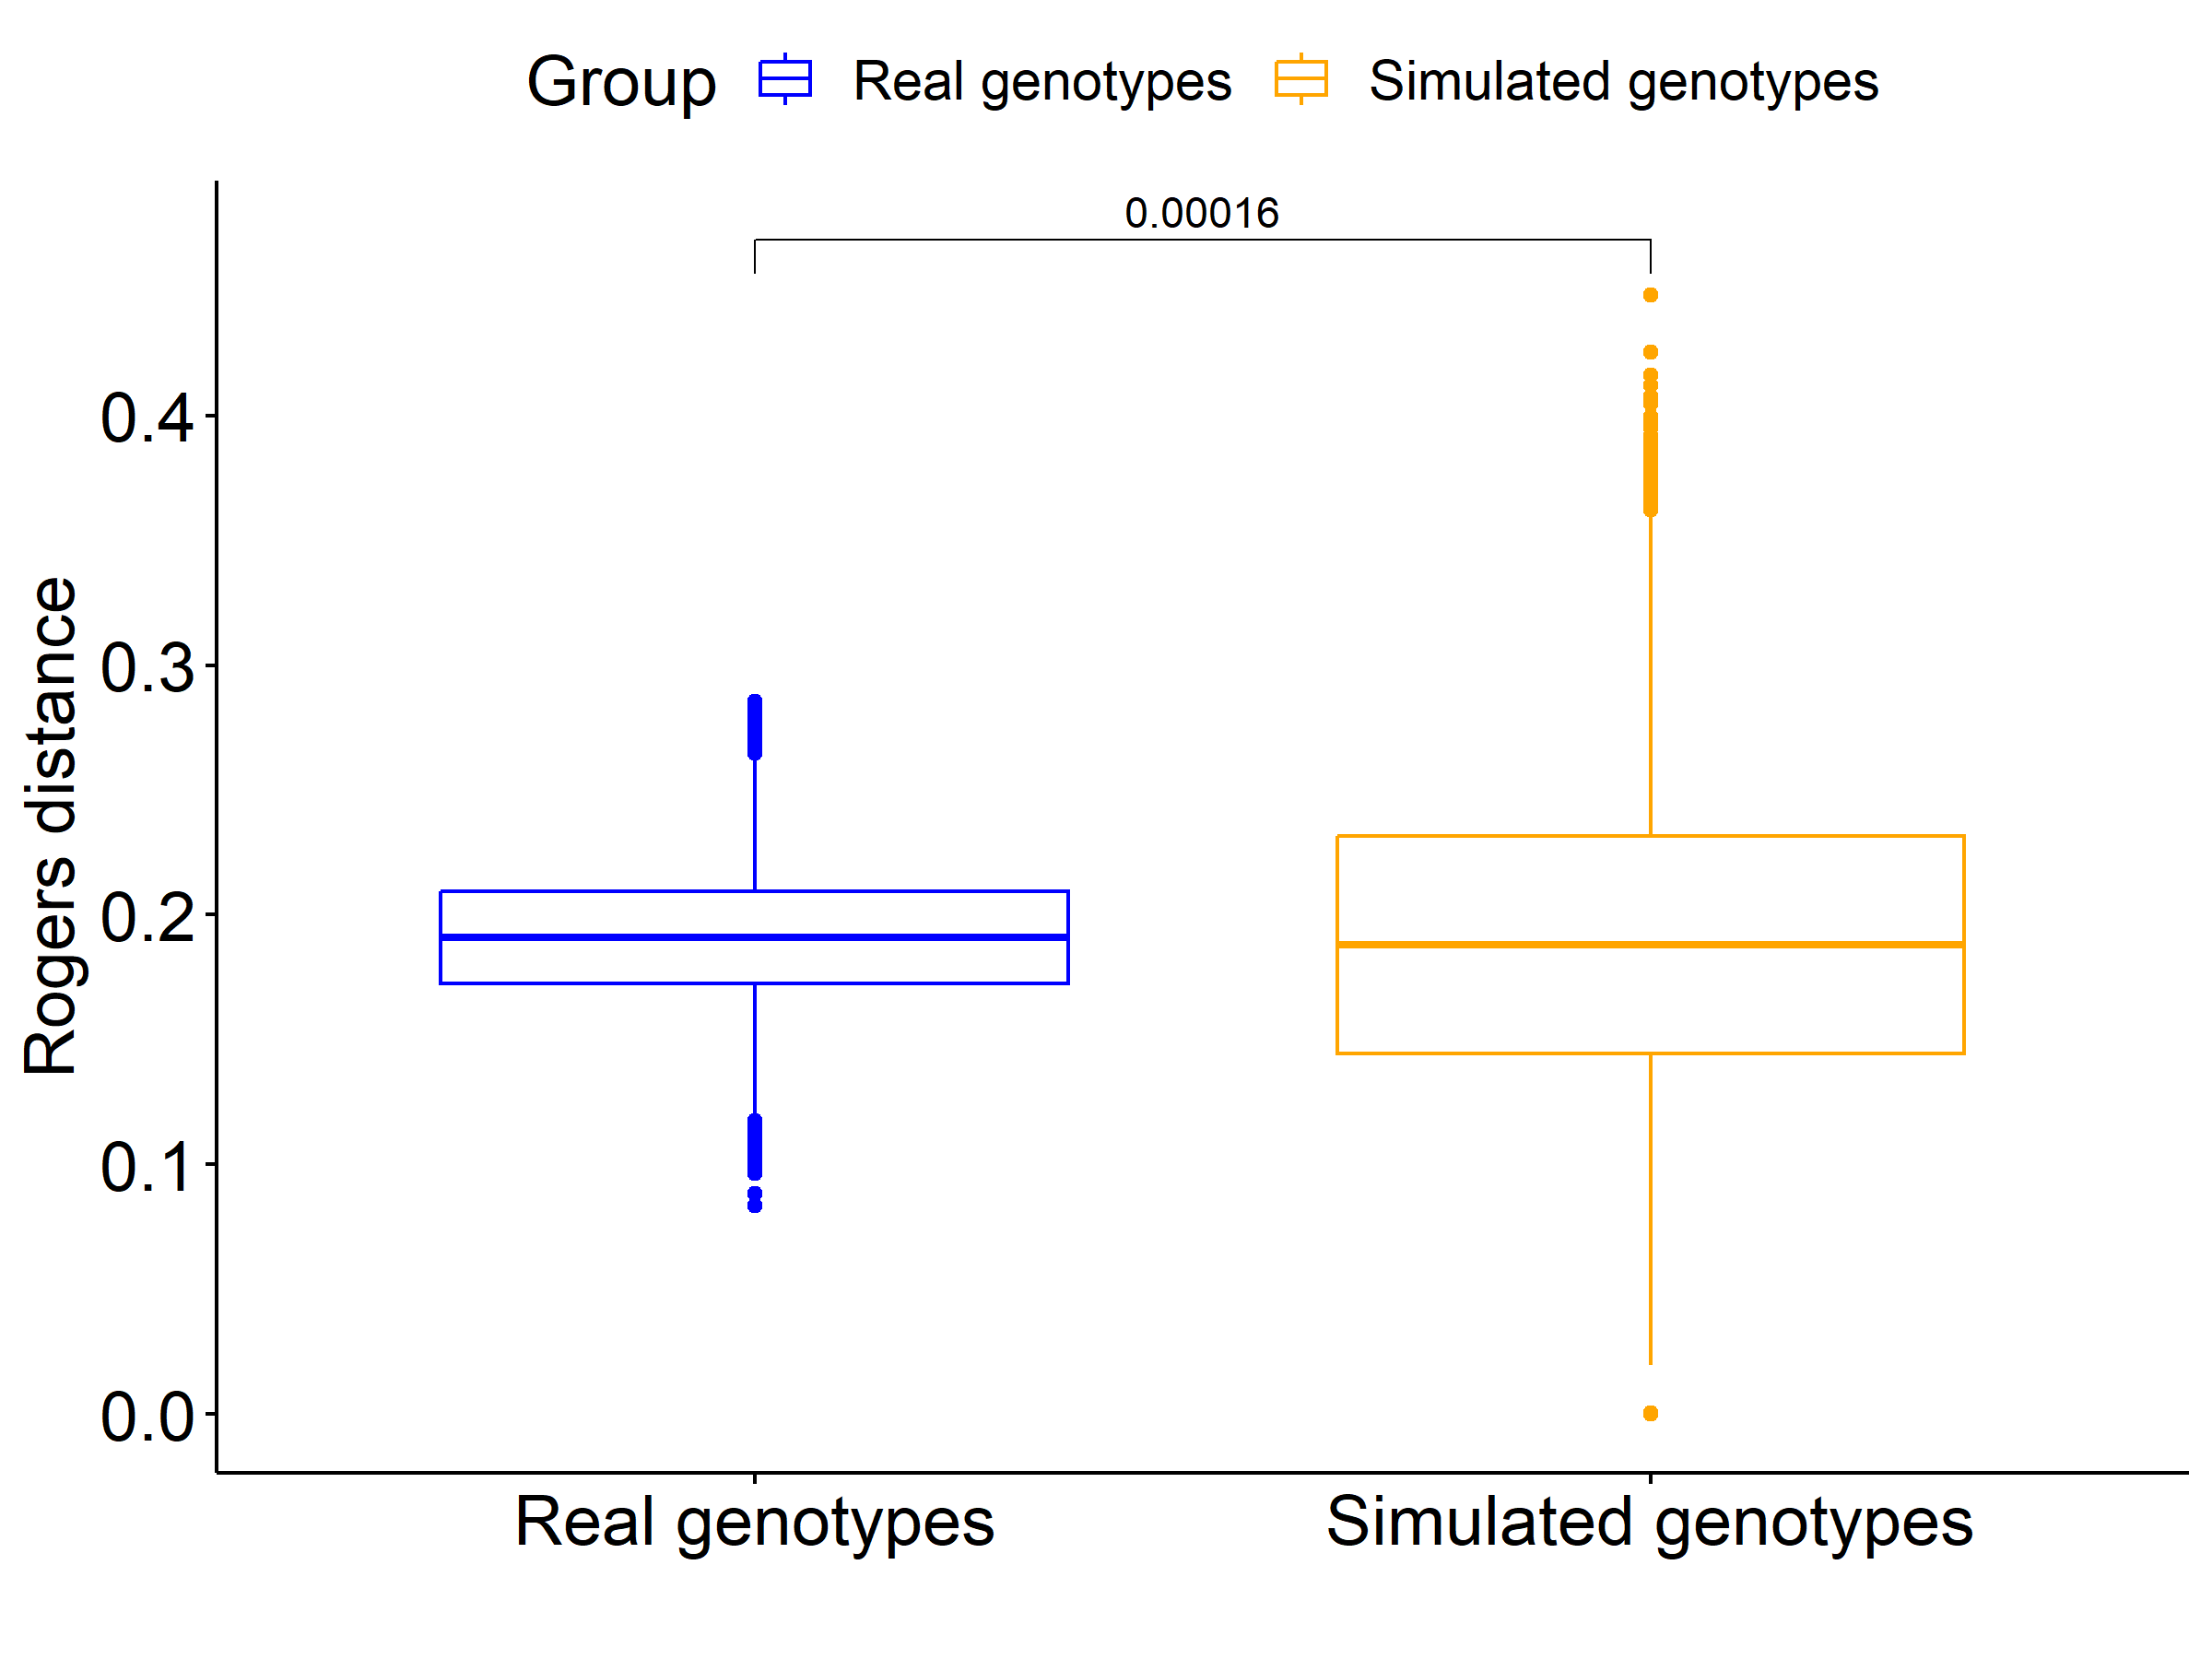 Group Real genotypes Simulated genotypes
0.00016
0.4
0.3
0.2
0.1
0.0
Rogers distance
Real genotypes Simulated genotypes